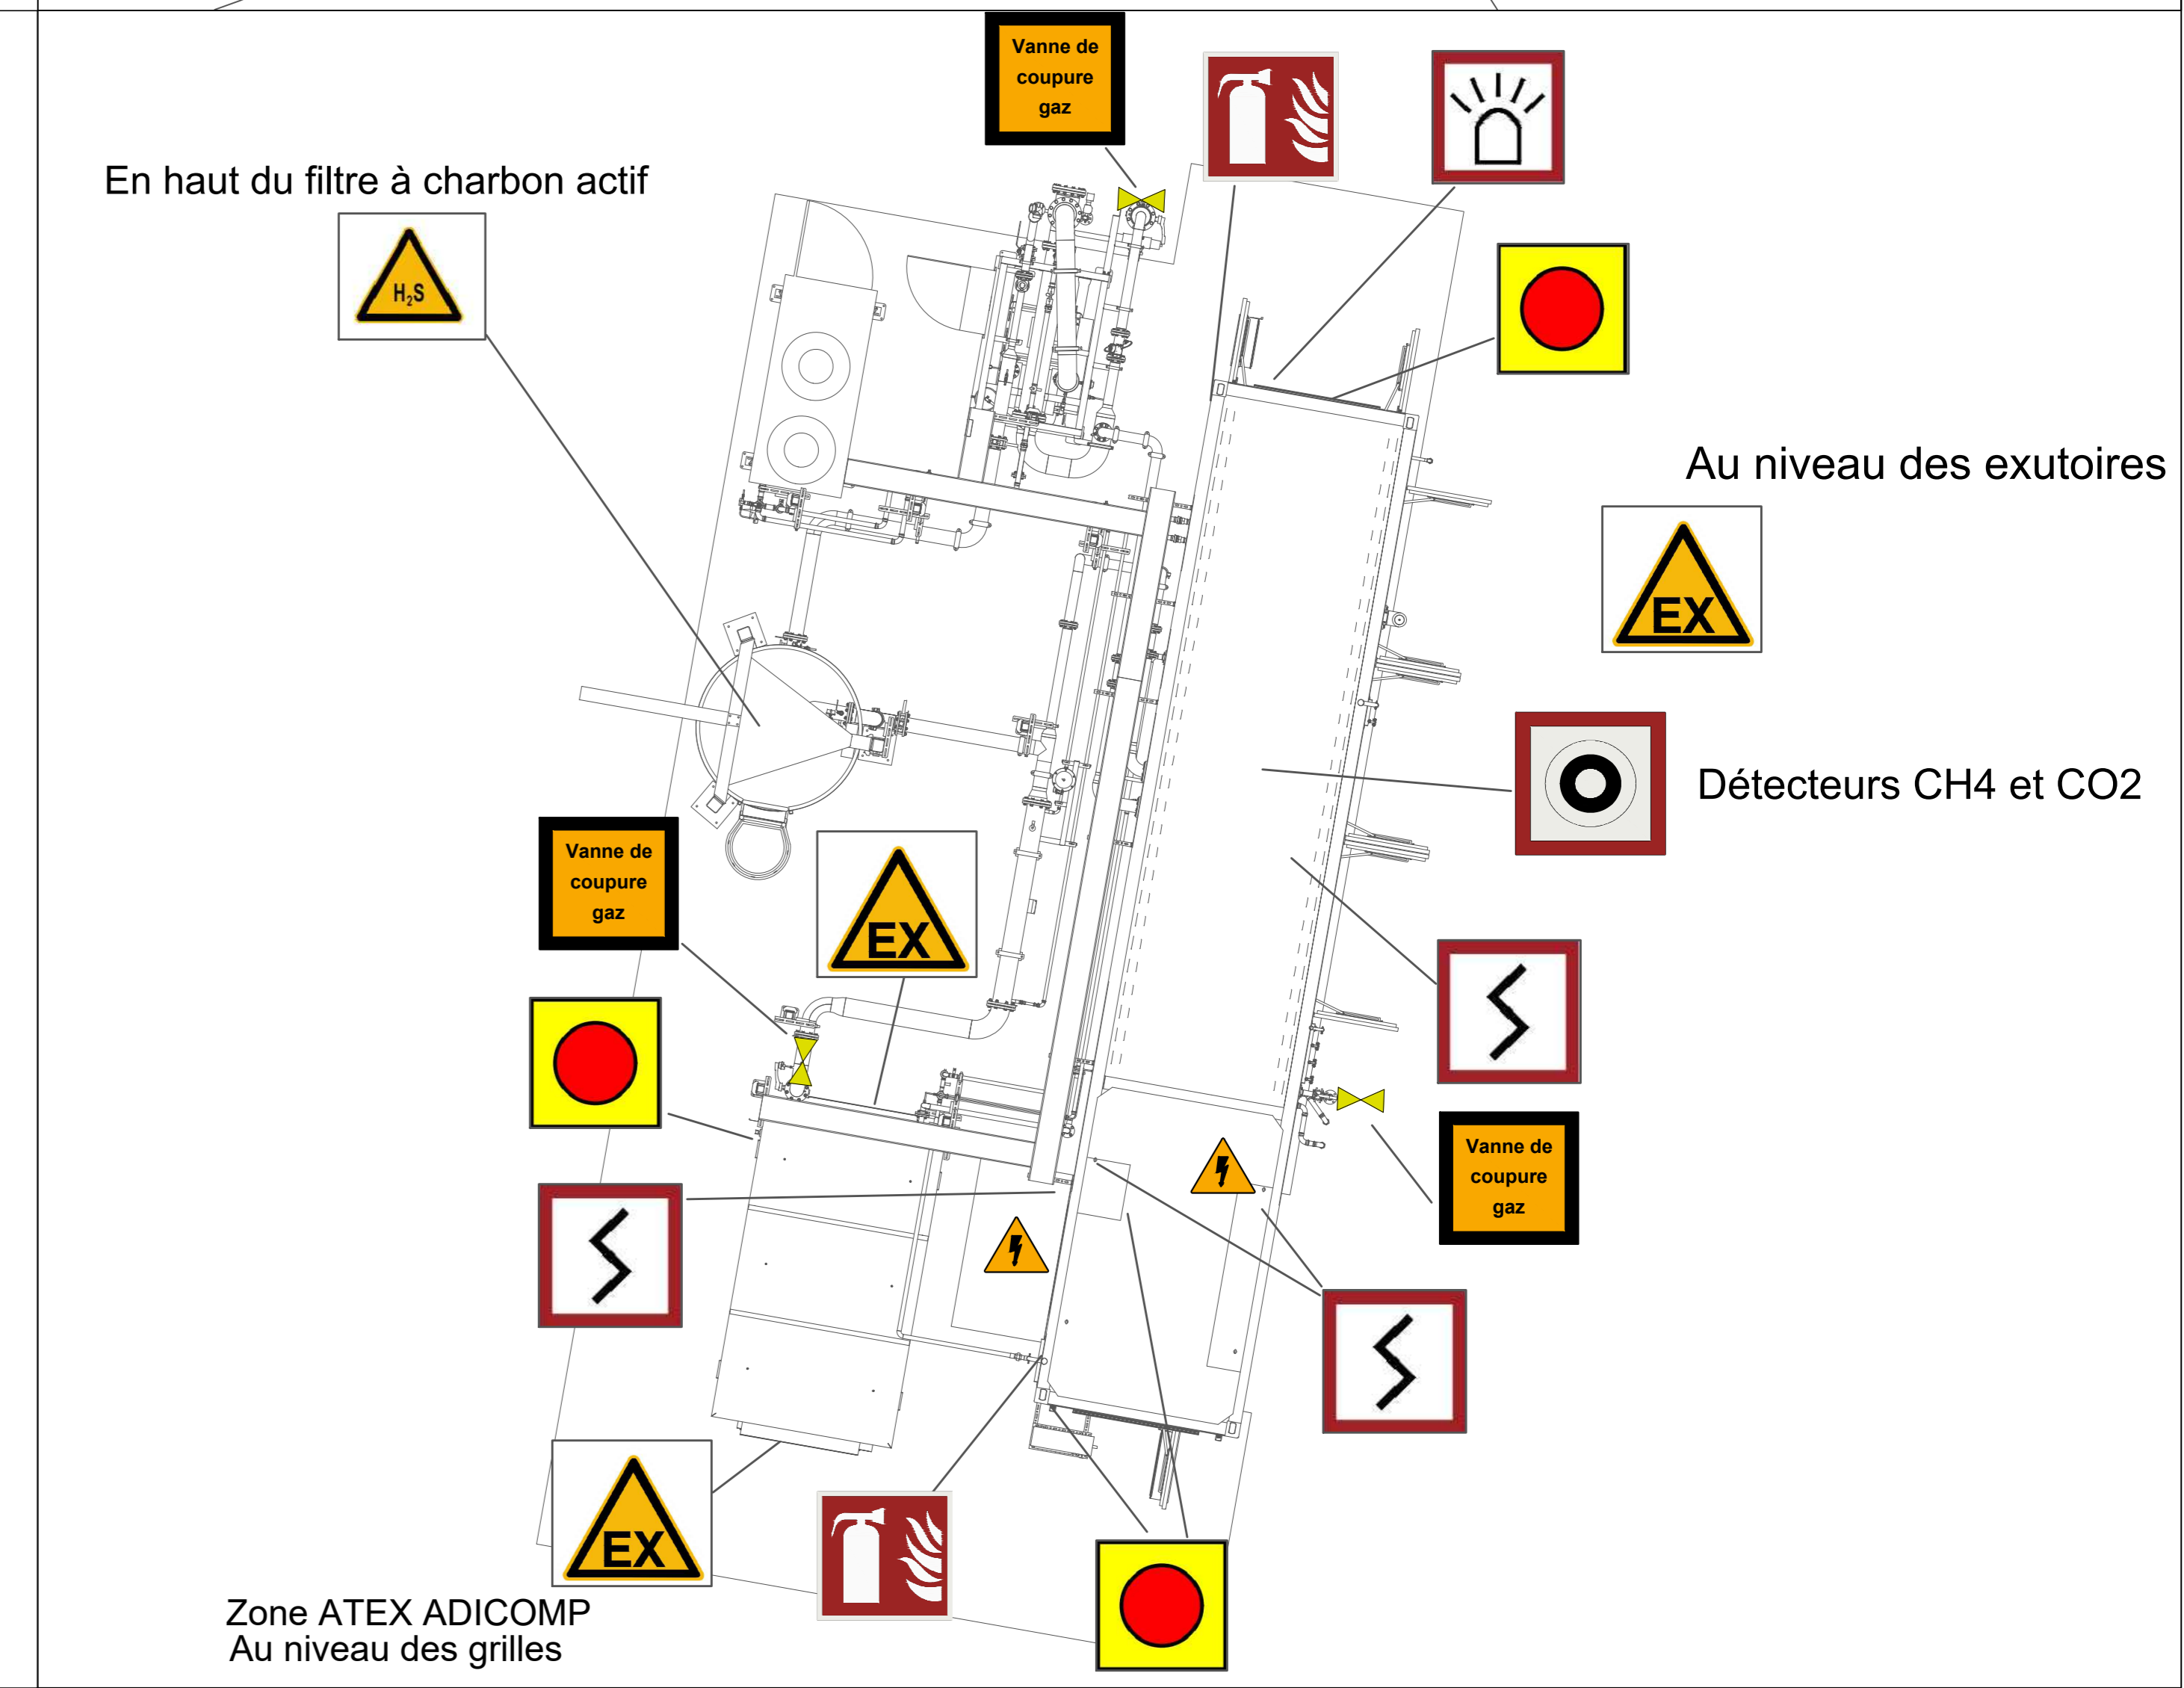 Vanne de
coupure
gaz
En haut du filtre à charbon actif
H₂S
Au niveau des exutoires
EX
Détecteurs CH4 et CO2
Vanne de
coupure
gaz
EX
Vanne de
coupure
gaz
EX
Zone ATEX ADICOMP
Au niveau des grilles